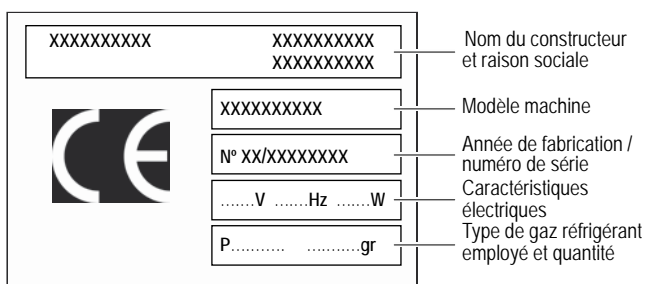 XXXXXXXXXX XXXXXXXXXX
XXXXXXXXXX
Nom du constructeur
et raison sociale
CE
XXXXXXXXXX
Modèle machine
Nº XX/XXXXXXXX
Année de fabrication /
numéro de série
.......V .......Hz .......W
Caractéristiques
électriques
P........... ...........gr
Type de gaz réfrigérant
employé et quantité